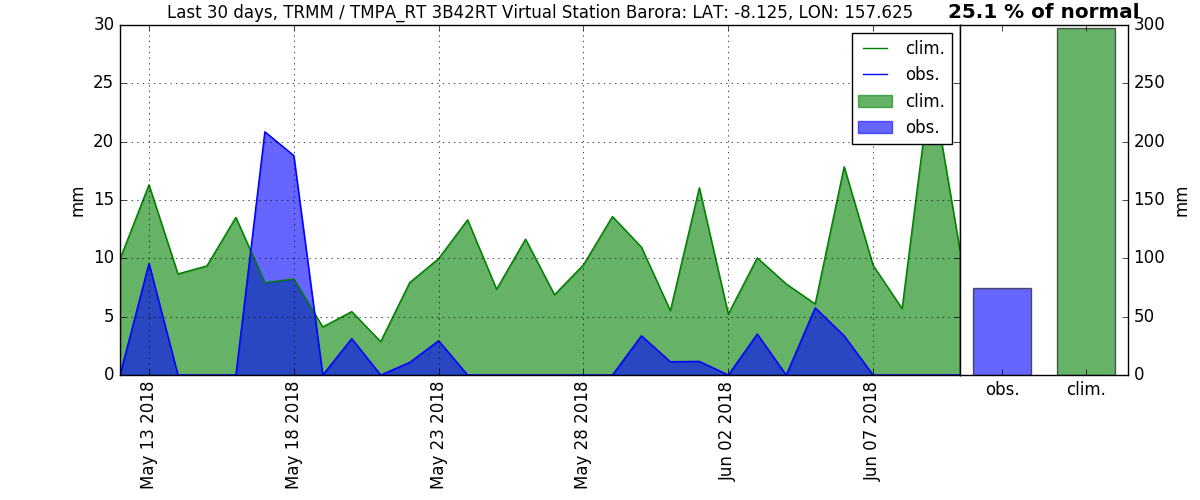 Last 30 days, TRMM / TMPA_RT 3B42RT Virtual Station Barora: LAT: -8.125, LON: 157.625
25.1 % of normal
clim.
obs.
clim.
obs.
mm
30
25
20
15
10
5
0
May 13 2018
May 18 2018
May 23 2018
May 28 2018
Jun 02 2018
Jun 07 2018
obs.
clim.
300
250
200
150
100
50
0
mm